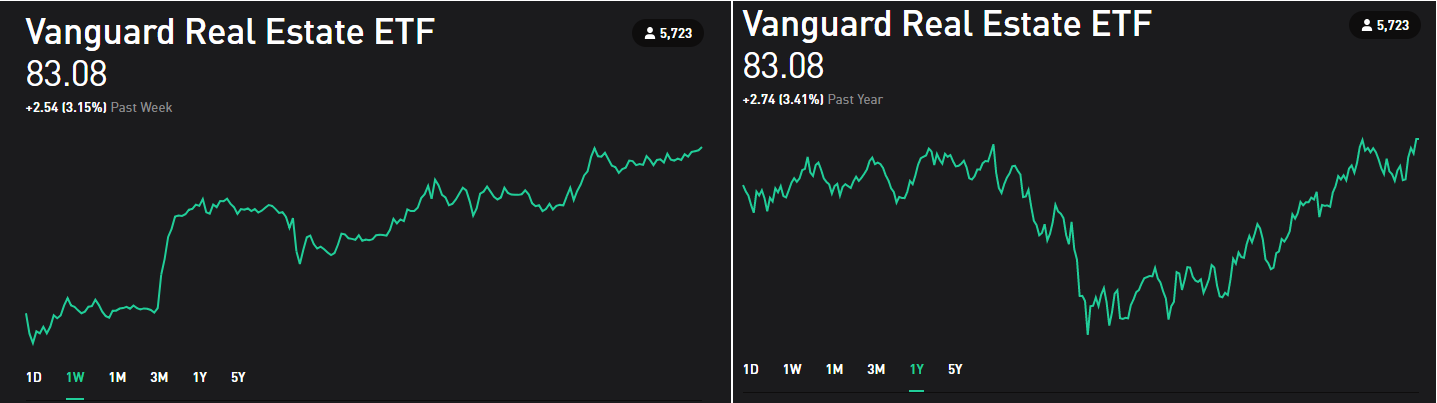 Vanguard Real Estate ETF
5,723
83.08
+2.54 (3.15%) Past Week
1D 1W 1M 3M 1Y 5Y
Vanguard Real Estate ETF
5,723
83.08
+2.74 (3.41%) Past Year
1D 1W 1M 3M 1Y 5Y